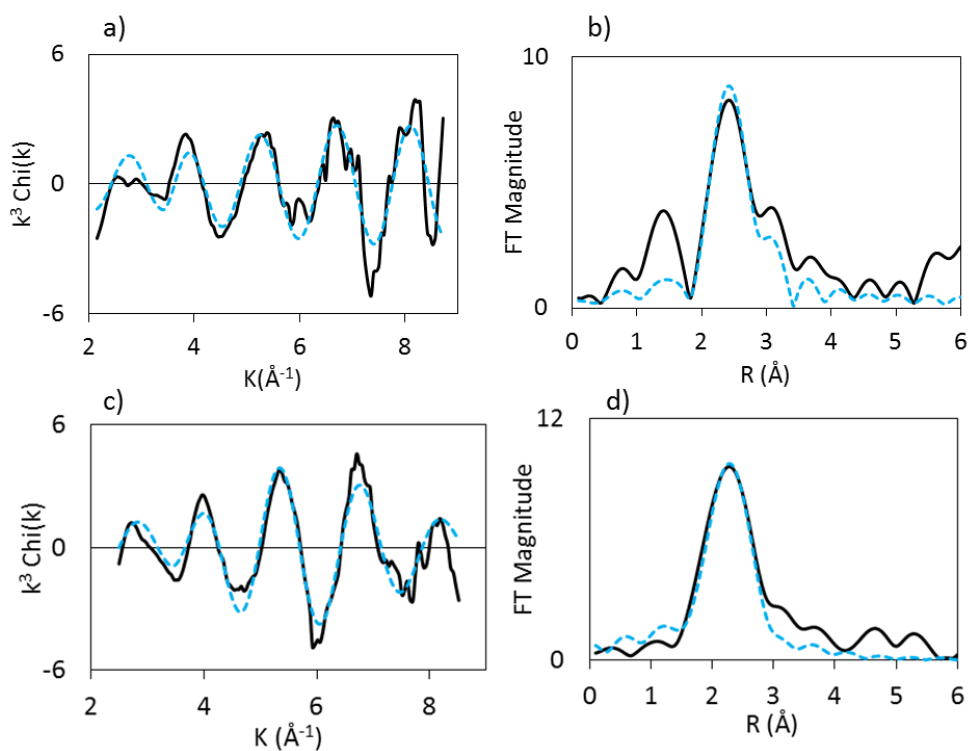 a)
6
0
-6
k³ Chi(k)
2 4 6 8
K(Å⁻¹)
b)
10
0
FT Magnitude
0 1 2 3 4 5 6
R (Å)
c)
6
0
-6
k³ Chi(k)
2 4 6 8
K (Å⁻¹)
d)
12
0
FT Magnitude
0 1 2 3 4 5 6
R (Å)